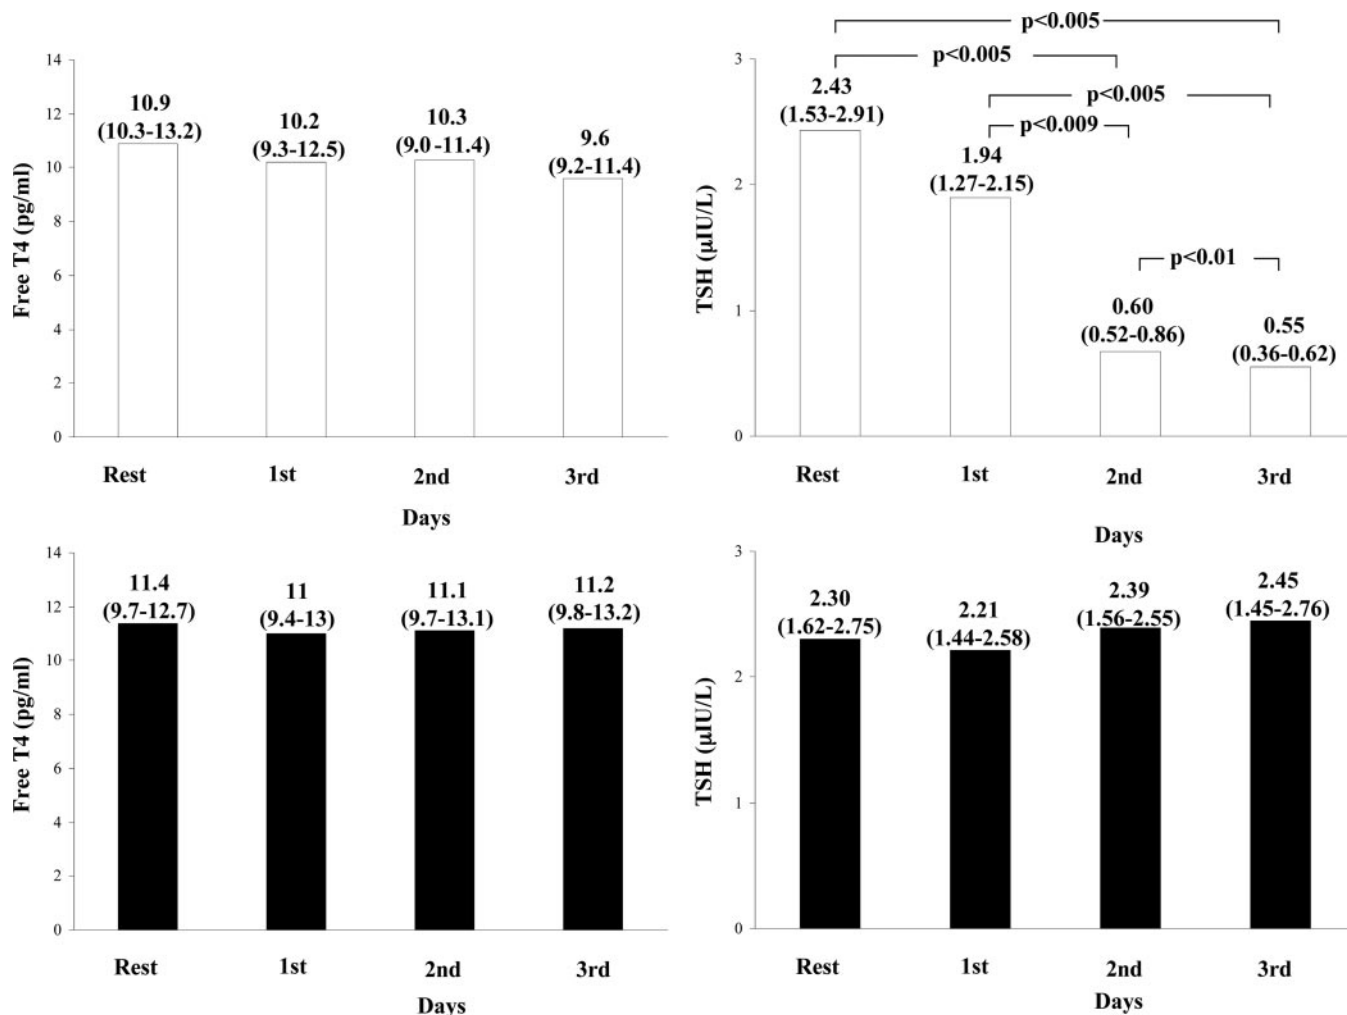 14
12
10
8
6
4
2
0
Free T4 (pg/ml)
10.9
(10.3-13.2)
10.2
(9.3-12.5)
10.3
(9.0-11.4)
9.6
(9.2-11.4)
Rest
1st
2nd
3rd
Days
p<0.005
p<0.005
p<0.005
p<0.009
p<0.01
3
2
1
0
TSH (µIU/L)
2.43
(1.53-2.91)
1.94
(1.27-2.15)
0.60
(0.52-0.86)
0.55
(0.36-0.62)
Rest
1st
2nd
3rd
Days
14
12
10
8
6
4
2
0
Free T4 (pg/ml)
11.4
(9.7-12.7)
11
(9.4-13)
11.1
(9.7-13.1)
11.2
(9.8-13.2)
Rest
1st
2nd
3rd
Days
3
2
1
0
TSH (µIU/L)
2.30
(1.62-2.75)
2.21
(1.44-2.58)
2.39
(1.56-2.55)
2.45
(1.45-2.76)
Rest
1st
2nd
3rd
Days